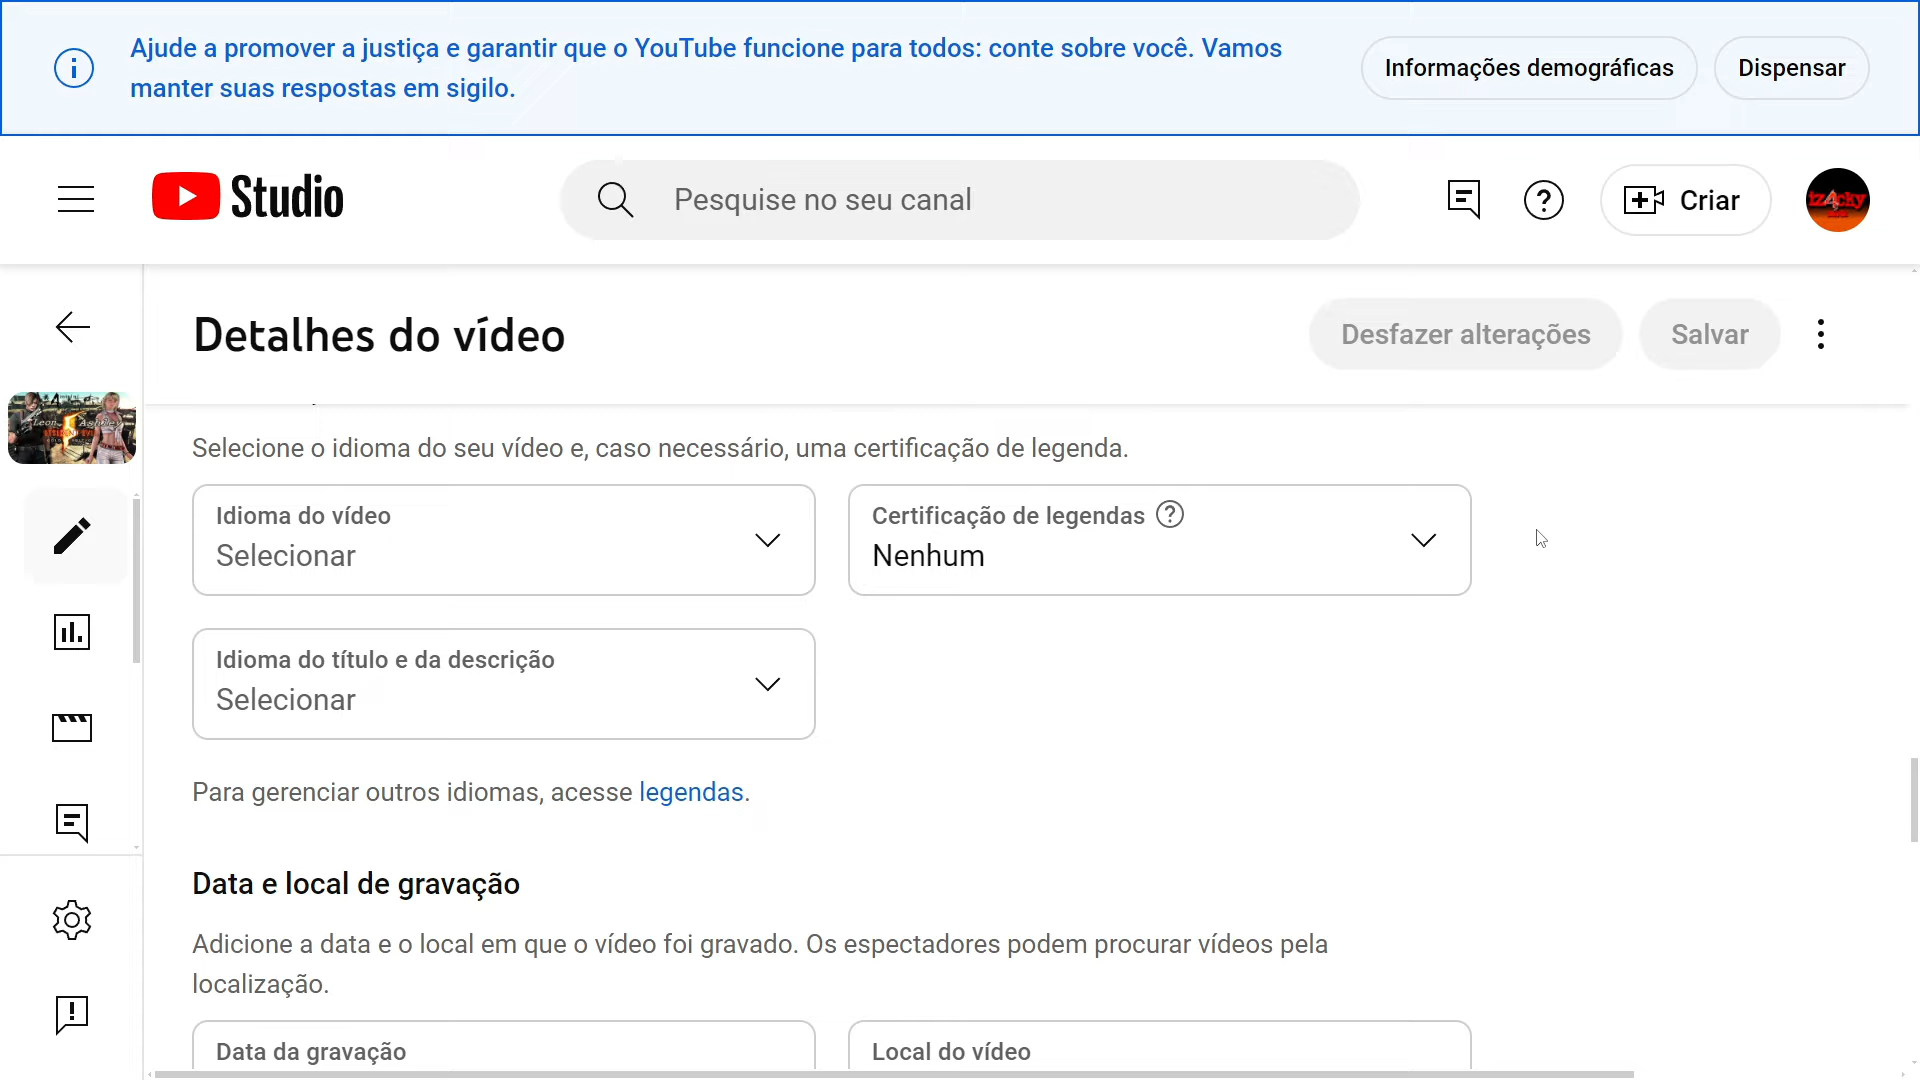 Ajude a promover a justiça e garantir que o YouTube funcione para todos: conte sobre você. Vamos
manter suas respostas em sigilo.
Informações demográficas
Dispensar
Studio
Pesquise no seu canal
Criar
Detalhes do vídeo
Desfazer alterações
Salvar
Leon
Ashley
Selecione o idioma do seu vídeo e, caso necessário, uma certificação de legenda.
Idioma do vídeo
Selecionar
Certificação de legendas
Nenhum
Idioma do título e da descrição
Selecionar
Para gerenciar outros idiomas, acesse legendas.
Data e local de gravação
Adicione a data e o local em que o vídeo foi gravado. Os espectadores podem procurar vídeos pela
localização.
Data da gravação
Local do vídeo